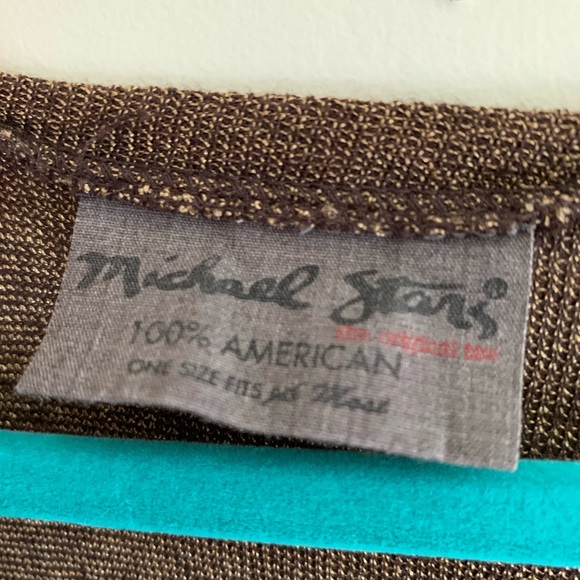 Michael Stars®
the original tee
100% AMERICAN
ONE SIZE FITS Most